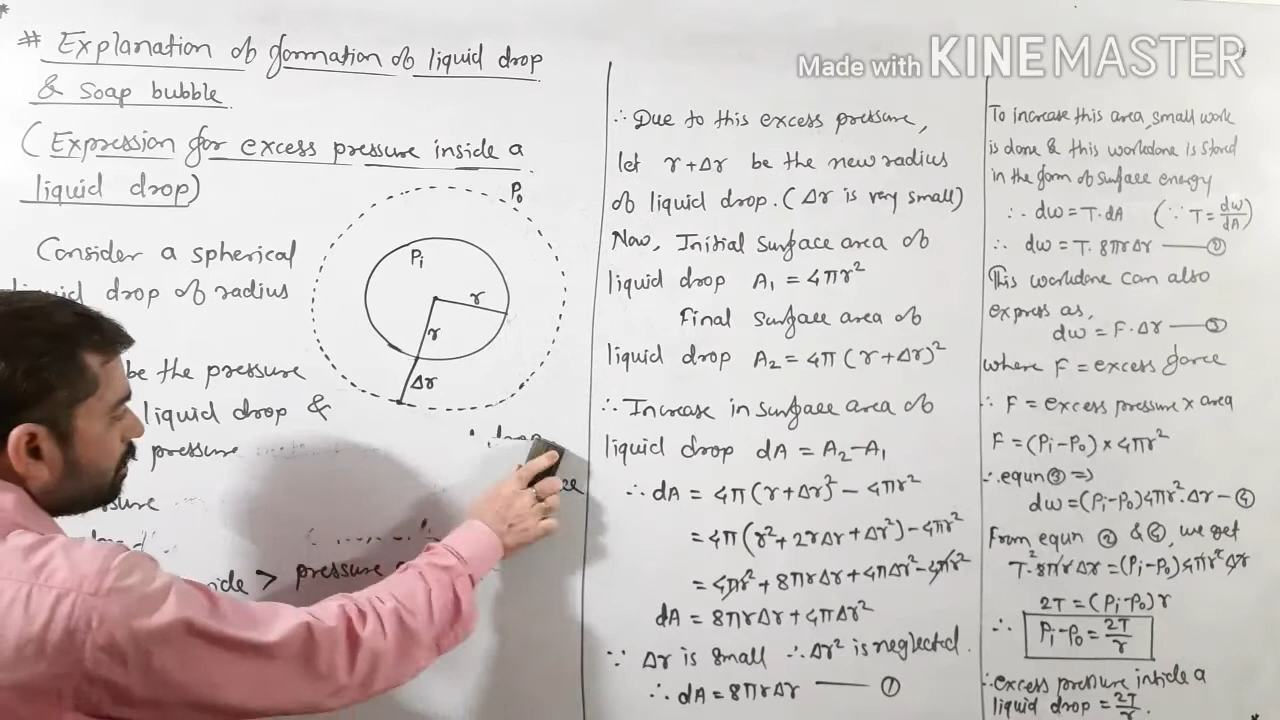 # Explanation of formation of liquid drop
& soap bubble.
(Expression for excess pressure inside a
liquid drop)
Consider a spherical
drop of radius
be the pressure
liquid drop &
pressure
> pressure
P₀
Pᵢ
r
r
Δr
Made with KINEMASTER
∴ Due to this excess pressure,
let r+Δr be the new radius
of liquid drop. (Δr is very small)
Now, Initial surface area of
liquid drop A₁ = 4πr²
Final surface area of
liquid drop A₂ = 4π(r+Δr)²
∴ Increase in surface area of
liquid drop dA = A₂-A₁
∴ dA = 4π(r+Δr)² - 4πr²
= 4π(r²+2rΔr+Δr²) - 4πr²
= 4πr² + 8πrΔr + 4πΔr² - 4πr²
dA = 8πrΔr + 4πΔr²
∵ Δr is small ∴ Δr² is neglected.
∴ dA = 8πrΔr — ①
To increase this area, small work
is done & this workdone is stored
in the form of surface energy
∴ dw = T·dA (∵ T = dw/dA)
∴ dw = T·8πrΔr — ②
This workdone can also
express as,
dw = F·Δr — ③
where F = excess force
∴ F = excess pressure × area
F = (Pi-P₀) × 4πr²
∴ equn ③ ⇒
dw = (Pi-P₀)4πr²·Δr - ④
From equn ② & ④, we get
T·8πrΔr = (Pi-P₀)4πr²Δr
2
2T = (Pi-P₀)r
∴ Pi-P₀ = 2T/r
∴ excess pressure inside a
liquid drop = 2T/r.